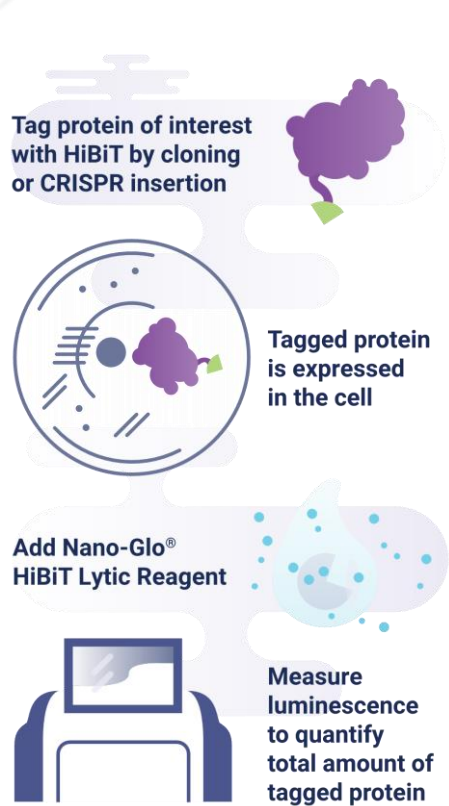 Tag protein of interest
with HiBiT by cloning
or CRISPR insertion
Tagged protein
is expressed
in the cell
Add Nano-Glo®
HiBiT Lytic Reagent
Measure
luminescence
to quantify
total amount of
tagged protein